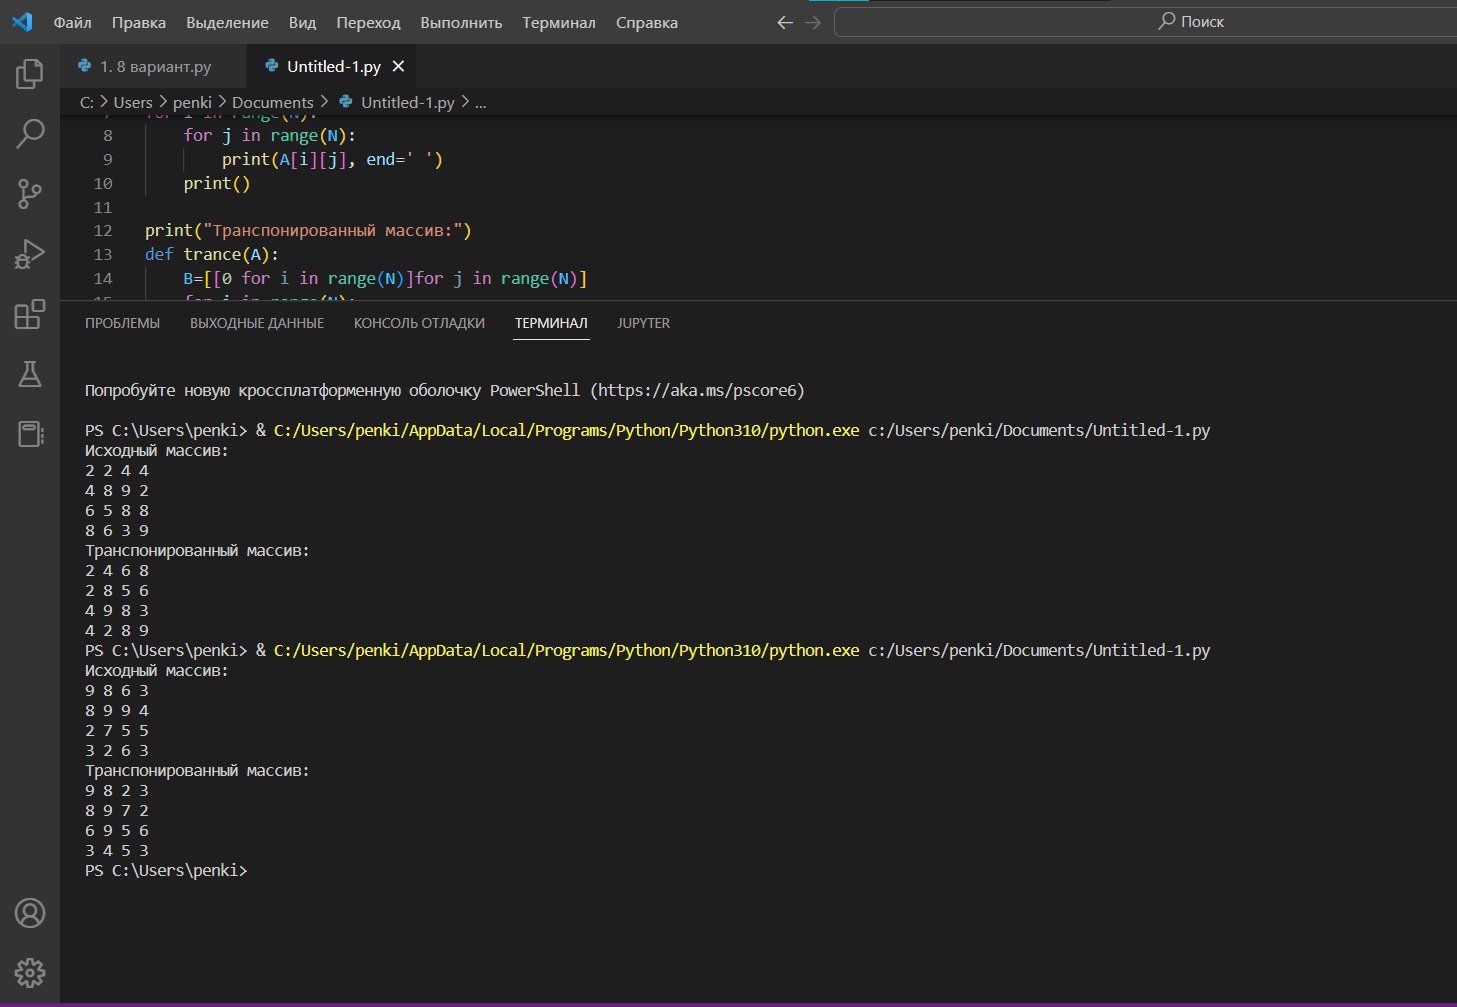 Файл Правка Выделение Вид Переход Выполнить Терминал Справка Поиск
1. 8 вариант.py Untitled-1.py
C: > Users > penki > Documents > Untitled-1.py > ...
7 for i in range(N):
8 for j in range(N):
9 print(A[i][j], end=' ')
10 print()
11
12 print("Транспонированный массив:")
13 def trance(A):
14 B=[[0 for i in range(N)]for j in range(N)]
15 for i in range(N):
ПРОБЛЕМЫ ВЫХОДНЫЕ ДАННЫЕ КОНСОЛЬ ОТЛАДКИ ТЕРМИНАЛ JUPYTER
Попробуйте новую кроссплатформенную оболочку PowerShell (https://aka.ms/pscore6)
PS C:\Users\penki> & C:/Users/penki/AppData/Local/Programs/Python/Python310/python.exe c:/Users/penki/Documents/Untitled-1.py
Исходный массив:
2 2 4 4
4 8 9 2
6 5 8 8
8 6 3 9
Транспонированный массив:
2 4 6 8
2 8 5 6
4 9 8 3
4 2 8 9
PS C:\Users\penki> & C:/Users/penki/AppData/Local/Programs/Python/Python310/python.exe c:/Users/penki/Documents/Untitled-1.py
Исходный массив:
9 8 6 3
8 9 9 4
2 7 5 5
3 2 6 3
Транспонированный массив:
9 8 2 3
8 9 7 2
6 9 5 6
3 4 5 3
PS C:\Users\penki>